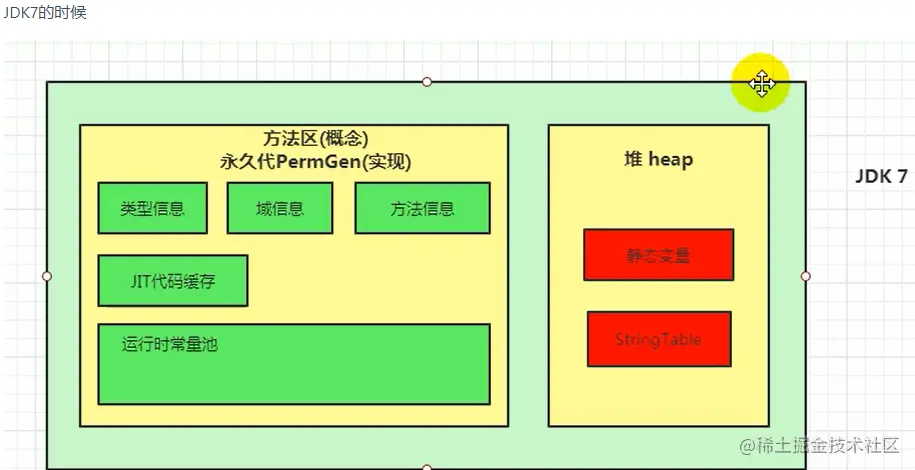 JDK7的时候
方法区(概念)
永久代PermGen(实现)
类型信息
域信息
方法信息
JIT代码缓存
运行时常量池
堆 heap
静态变量
StringTable
JDK 7
@稀土掘金技术社区